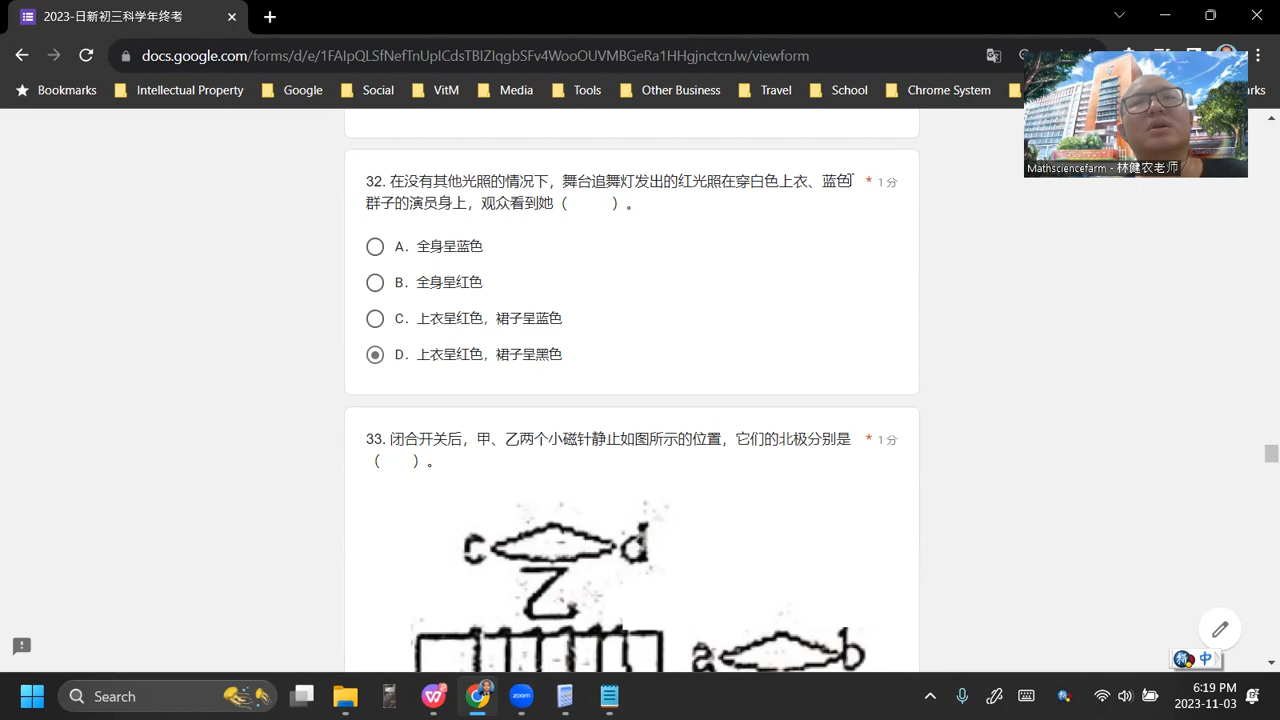 2023-日新初三科学年终考
Bookmarks
Intellectual Property
Google
Social
VitM
Media
Tools
Other Business
Travel
School
Chrome System
Mathsciencefarm - 林健农老师
32. 在没有其他光照的情况下，舞台追舞灯发出的红光照在穿白色上衣、蓝色 * 1 分
群子的演员身上，观众看到她（ ）。
A. 全身呈蓝色
B. 全身呈红色
C. 上衣呈红色，裙子呈蓝色
D. 上衣呈红色，裙子呈黑色
33. 闭合开关后，甲、乙两个小磁针静止如图所示的位置，它们的北极分别是 * 1 分
（ ）。
c d
乙
a b
中
Search
zoom
6:19 PM
2023-11-03